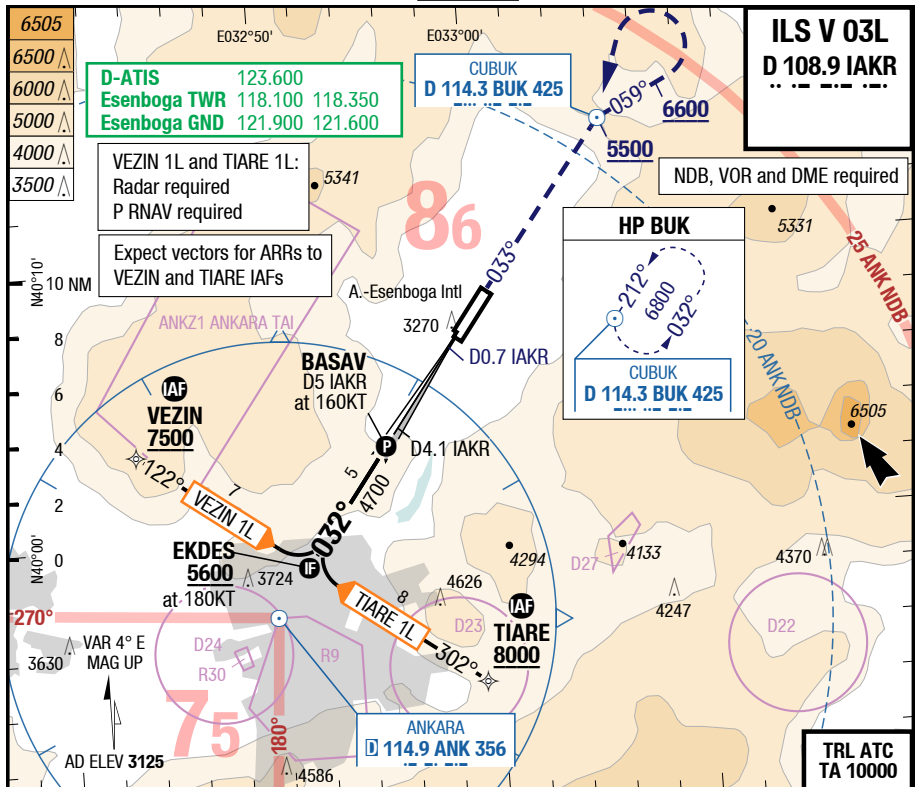 6505
6500
6000
5000
4000
3500
E032°50'
E033°00'
D-ATIS 123.600
Esenboga TWR 118.100 118.350
Esenboga GND 121.900 121.600
CUBUK
D 114.3 BUK 425
059°
6600
5500
ILS V 03L
D 108.9 IAKR
VEZIN 1L and TIARE 1L:
Radar required
P RNAV required
5341
NDB, VOR and DME required
Expect vectors for ARRs to
VEZIN and TIARE IAFs
86
5331
HP BUK
212°
6800
032°
CUBUK
D 114.3 BUK 425
25 ANK NDB
20 ANK NDB
033°
N40°10'
10 NM
8
6
4
2
0
N40°00'
A.-Esenboga Intl
3270
ANKZ1 ANKARA TAI
D0.7 IAKR
BASAV
D5 IAKR
at 160KT
IAF
VEZIN
7500
P
D4.1 IAKR
6505
122°
7
VEZIN 1L
5
4700
032°
EKDES
5600
at 180KT
IF
3724
4294
D27
4133
4370
8
4626
TIARE 1L
IAF
TIARE
8000
302°
D23
4247
D22
270°
3630
VAR 4° E
MAG UP
D24
R30
R9
75
180°
ANKARA
D 114.9 ANK 356
AD ELEV 3125
4586
TRL ATC
TA 10000